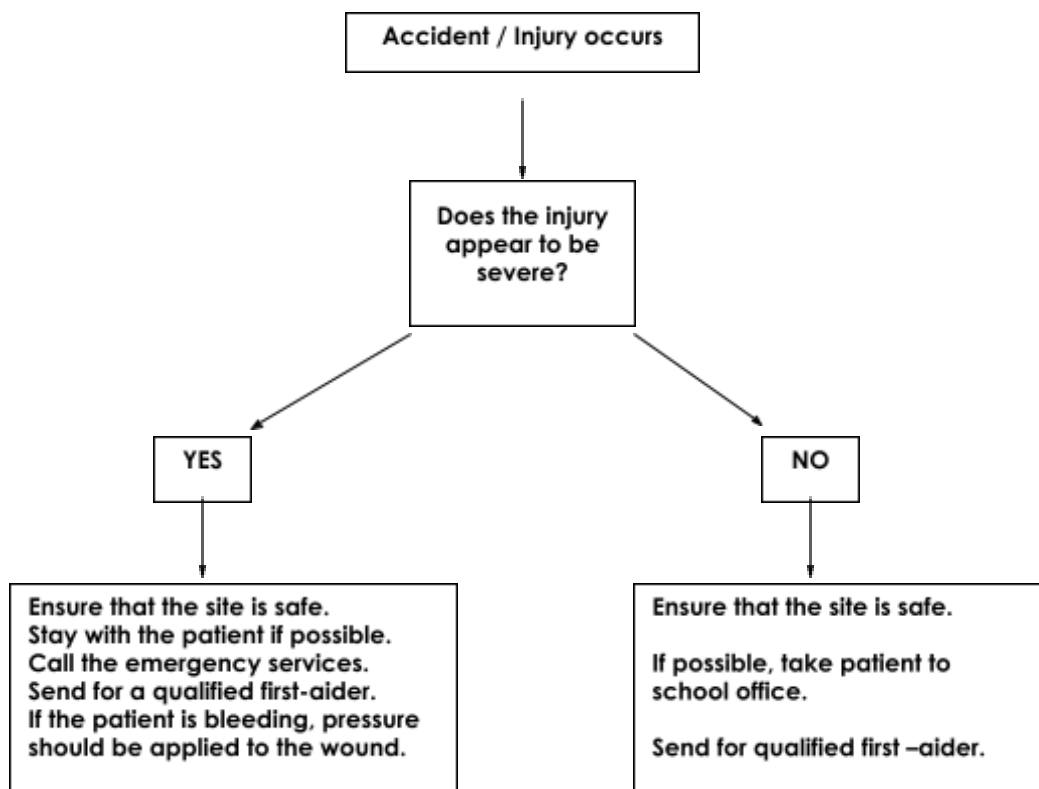 Accident / Injury occurs
Does the injury
appear to be
severe?
YES
NO
Ensure that the site is safe.
Stay with the patient if possible.
Call the emergency services.
Send for a qualified first-aider.
If the patient is bleeding, pressure
should be applied to the wound.
Ensure that the site is safe.
If possible, take patient to
school office.
Send for qualified first –aider.